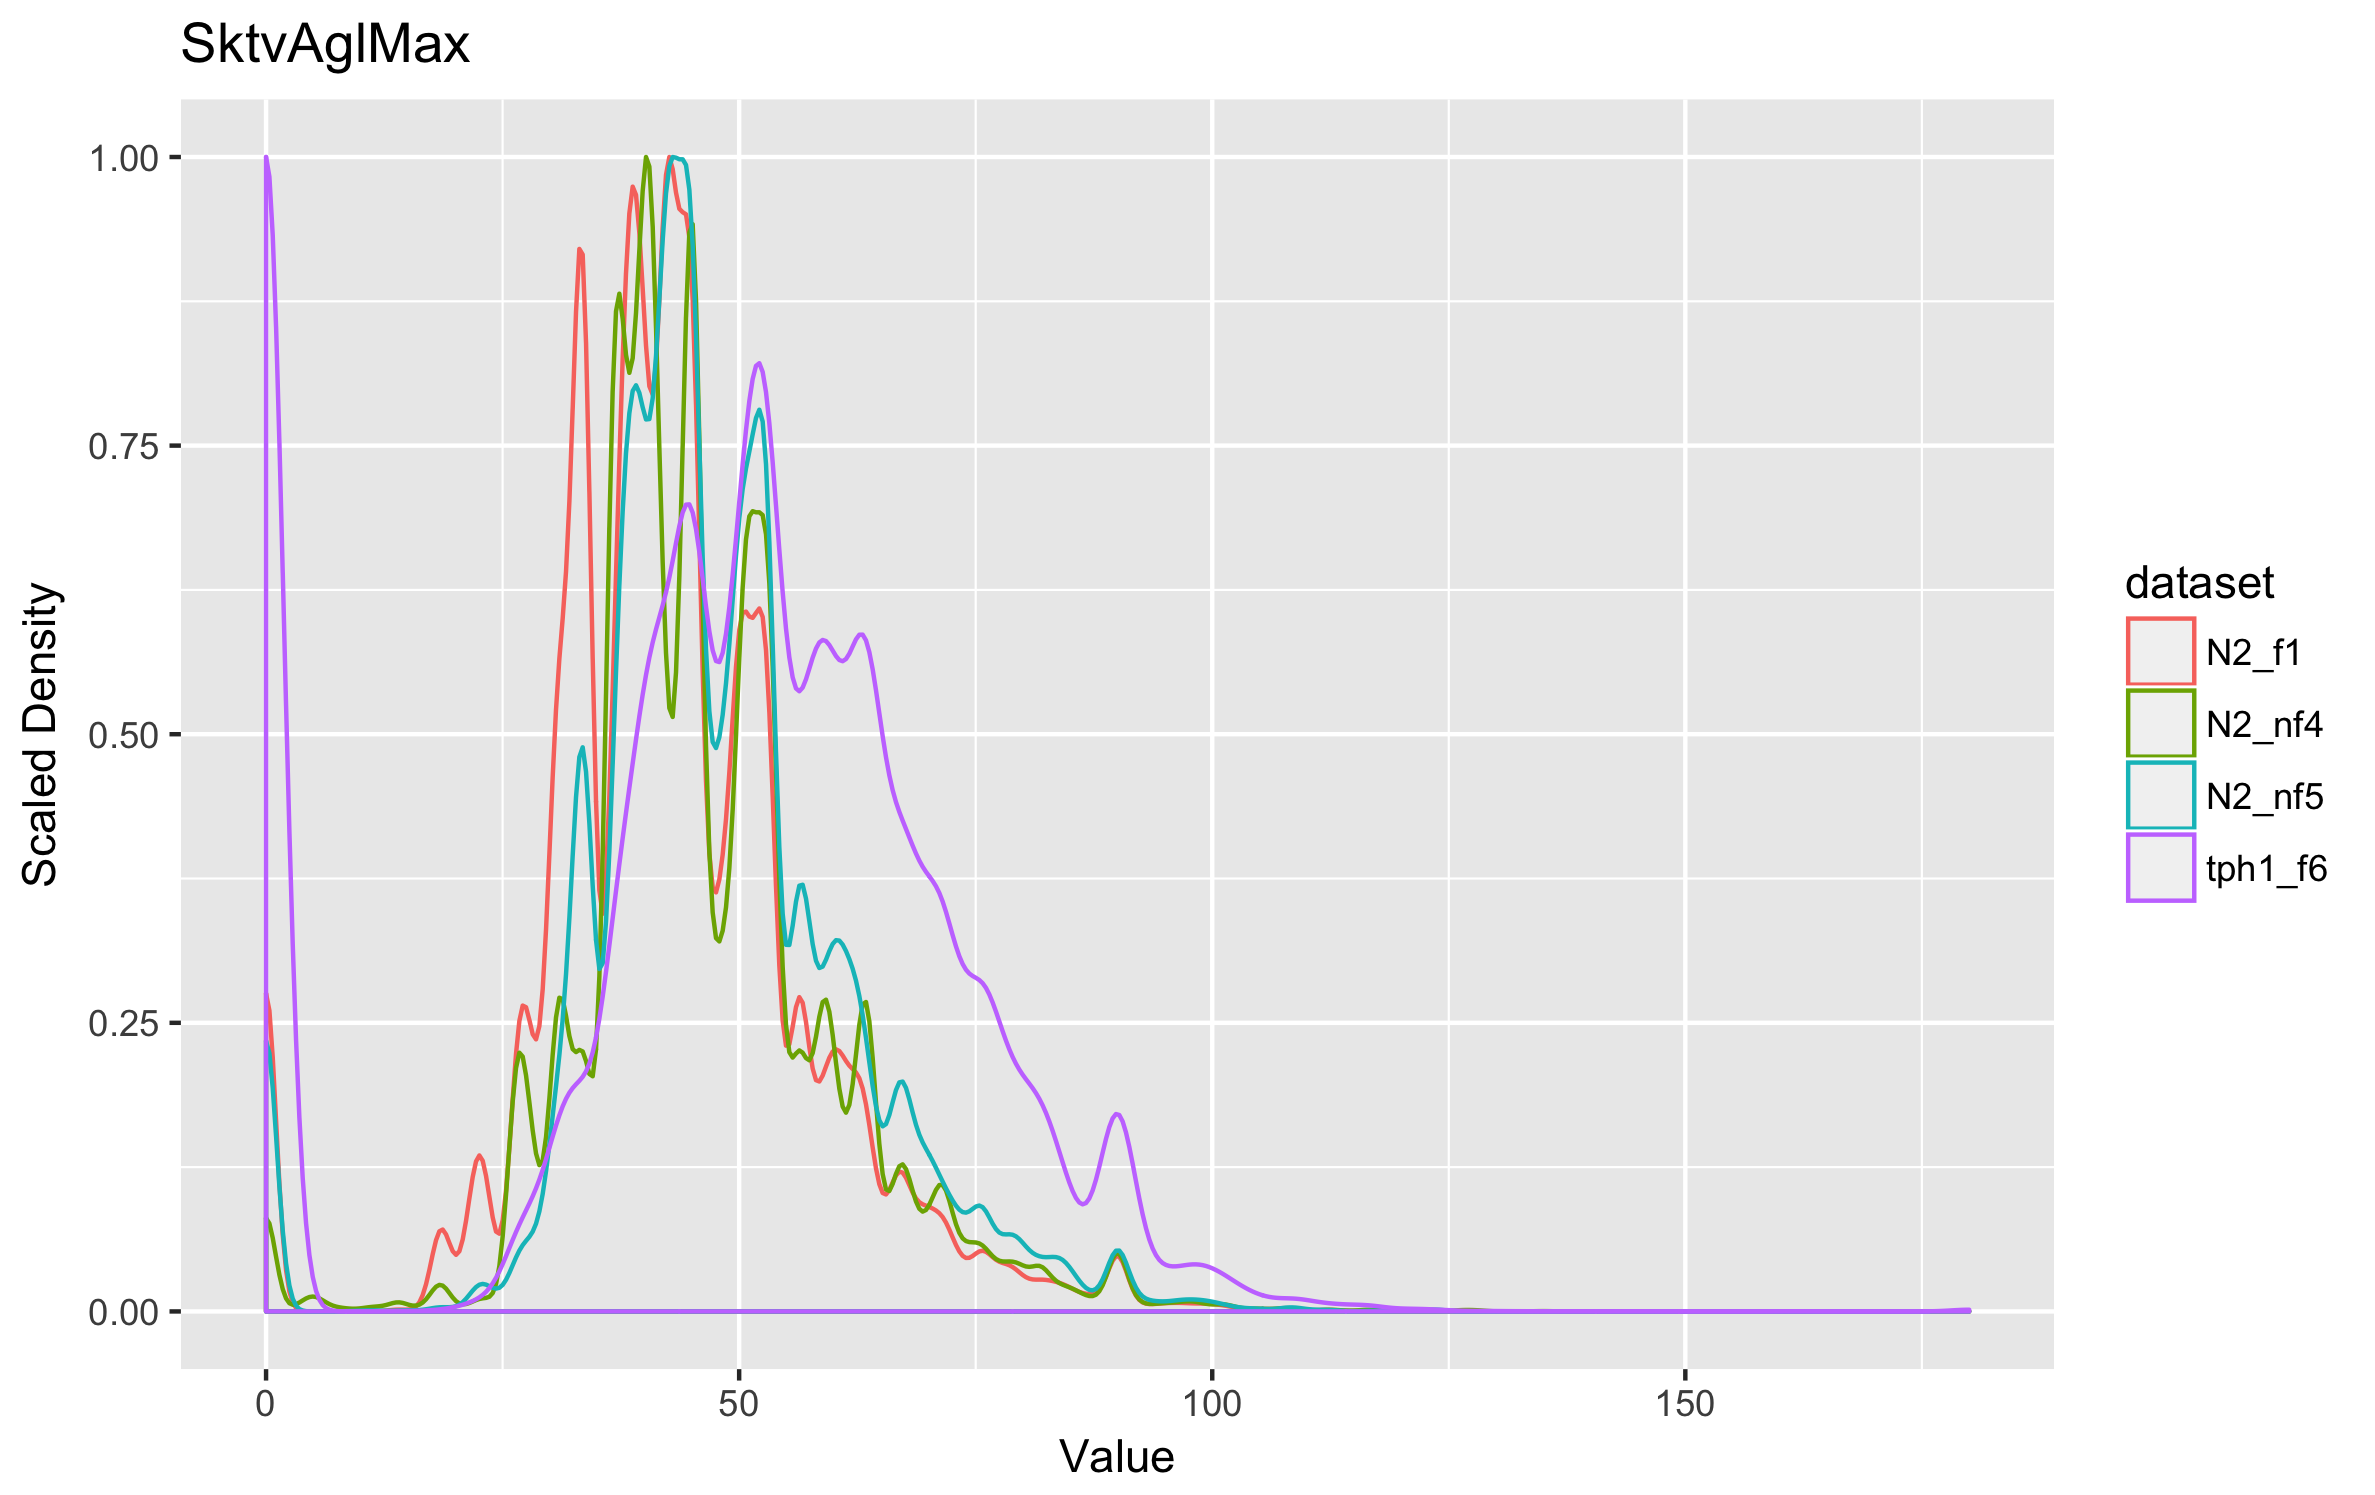 SktvAglMax
1.00
0.75
0.50
0.25
0.00
Scaled Density
0 50 100 150
Value
dataset
N2_f1
N2_nf4
N2_nf5
tph1_f6